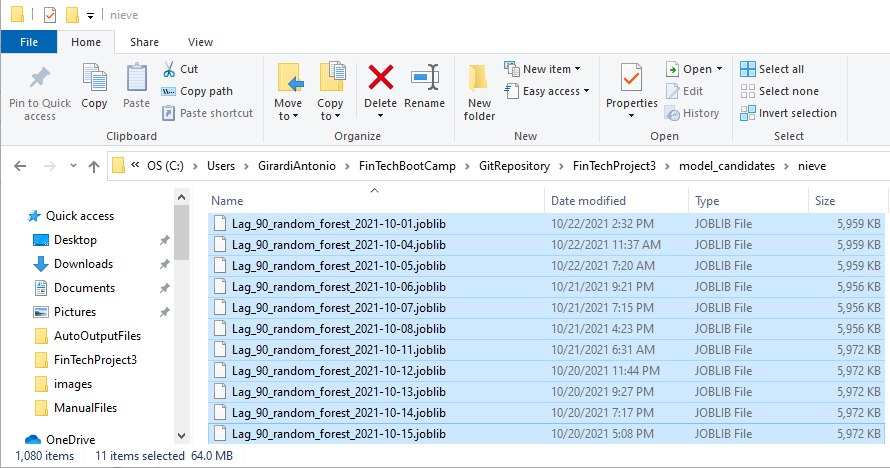 nieve
File Home Share View
Pin to Quick access
Copy
Paste
Cut
Copy path
Paste shortcut
Clipboard
Move to
Copy to
Delete
Rename
Organize
New folder
New item
Easy access
New
Properties
Open
Edit
History
Open
Select all
Select none
Invert selection
Select
« OS (C:) > Users > GirardiAntonio > FinTechBootCamp > GitRepository > FinTechProject3 > model_candidates > nieve
Quick access
Desktop
Downloads
Documents
Pictures
AutoOutputFiles
FinTechProject3
images
ManualFiles
OneDrive
Name Date modified Type Size
Lag_90_random_forest_2021-10-01.joblib 10/22/2021 2:32 PM JOBLIB File 5,959 KB
Lag_90_random_forest_2021-10-04.joblib 10/22/2021 11:37 AM JOBLIB File 5,959 KB
Lag_90_random_forest_2021-10-05.joblib 10/22/2021 7:20 AM JOBLIB File 5,959 KB
Lag_90_random_forest_2021-10-06.joblib 10/21/2021 9:21 PM JOBLIB File 5,956 KB
Lag_90_random_forest_2021-10-07.joblib 10/21/2021 7:15 PM JOBLIB File 5,956 KB
Lag_90_random_forest_2021-10-08.joblib 10/21/2021 4:23 PM JOBLIB File 5,956 KB
Lag_90_random_forest_2021-10-11.joblib 10/21/2021 6:31 AM JOBLIB File 5,972 KB
Lag_90_random_forest_2021-10-12.joblib 10/20/2021 11:44 PM JOBLIB File 5,972 KB
Lag_90_random_forest_2021-10-13.joblib 10/20/2021 9:27 PM JOBLIB File 5,972 KB
Lag_90_random_forest_2021-10-14.joblib 10/20/2021 7:17 PM JOBLIB File 5,972 KB
Lag_90_random_forest_2021-10-15.joblib 10/20/2021 5:08 PM JOBLIB File 5,972 KB
1,080 items 11 items selected 64.0 MB